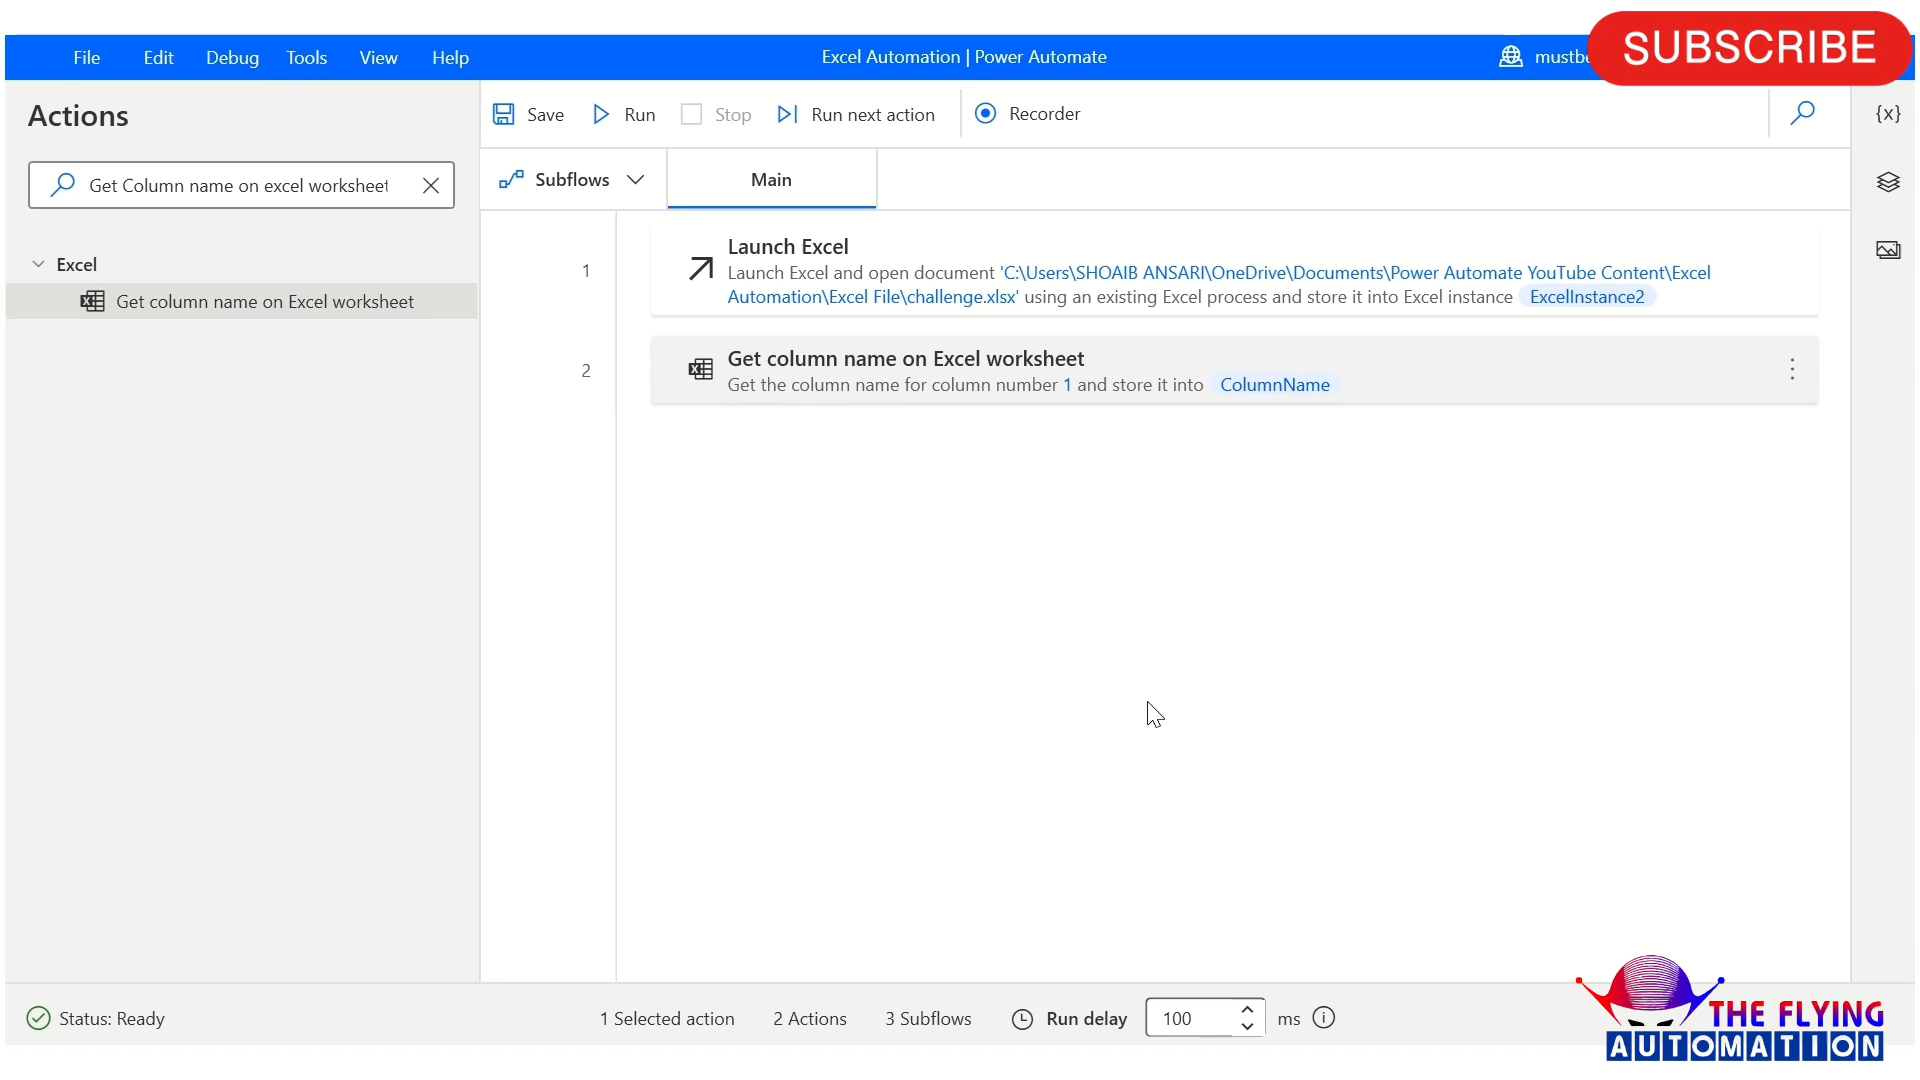 SUBSCRIBE
File Edit Debug Tools View Help Excel Automation | Power Automate
Actions
Save Run Stop Run next action Recorder {x}
Get Column name on excel worksheet
Subflows Main
Excel
Get column name on Excel worksheet
1 Launch Excel
Launch Excel and open document 'C:\Users\SHOAIB ANSARI\OneDrive\Documents\Power Automate YouTube Content\Excel
Automation\Excel File\challenge.xlsx' using an existing Excel process and store it into Excel instance ExcelInstance2
2 Get column name on Excel worksheet
Get the column name for column number 1 and store it into ColumnName
Status: Ready 1 Selected action 2 Actions 3 Subflows Run delay 100 ms
THE FLYING
AUTOMATION